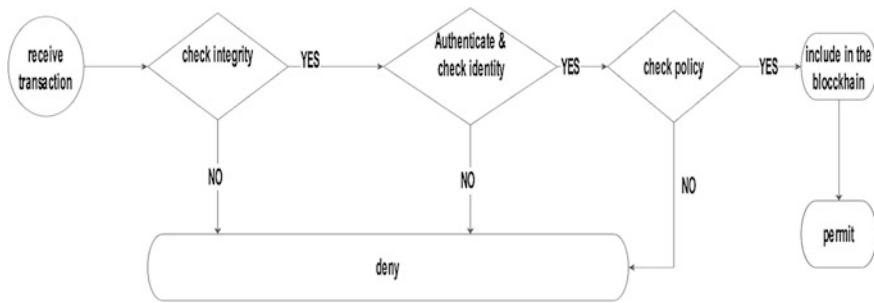 receive
transaction
check integrity
YES
Authenticate &
check identity
YES
check policy
YES
include in the
blocckhain
NO
NO
NO
deny
permit